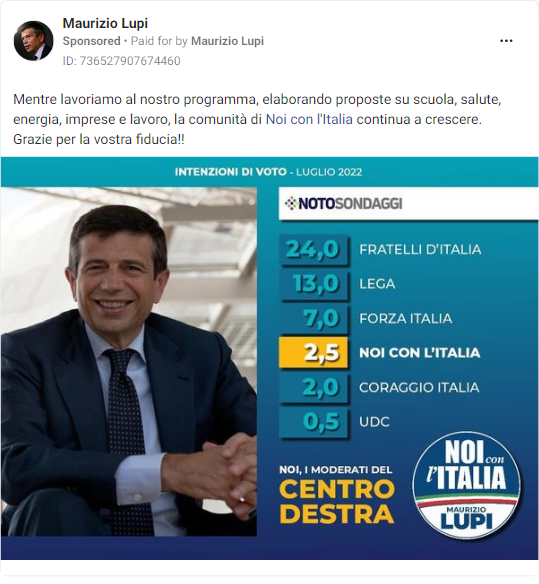 Maurizio Lupi
Sponsored • Paid for by Maurizio Lupi
ID: 736527907674460
Mentre lavoriamo al nostro programma, elaborando proposte su scuola, salute,
energia, imprese e lavoro, la comunità di Noi con l'Italia continua a crescere.
Grazie per la vostra fiducia!!
INTENZIONI DI VOTO - LUGLIO 2022
NOTOSONDAGGI
24,0 FRATELLI D'ITALIA
13,0 LEGA
7,0 FORZA ITALIA
2,5 NOI CON L'ITALIA
2,0 CORAGGIO ITALIA
0,5 UDC
NOI, I MODERATI DEL
CENTRO
DESTRA
NOI con
l'ITALIA
MAURIZIO
LUPI